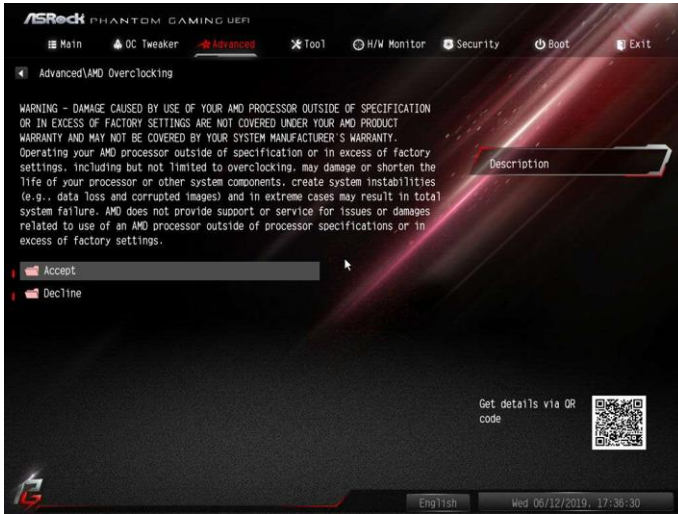 ASRock PHANTOM GAMING UEFI
Main OC Tweaker Advanced Tool H/W Monitor Security Boot Exit
Advanced\AMD Overclocking
WARNING - DAMAGE CAUSED BY USE OF YOUR AMD PROCESSOR OUTSIDE OF SPECIFICATION
OR IN EXCESS OF FACTORY SETTINGS ARE NOT COVERED UNDER YOUR AMD PRODUCT
WARRANTY AND MAY NOT BE COVERED BY YOUR SYSTEM MANUFACTURER`S WARRANTY.
Operating your AMD processor outside of specification or in excess of factory
settings, including but not limited to overclocking, may damage or shorten the
life of your processor or other system components, create system instabilities
(e.g., data loss and corrupted images) and in extreme cases may result in total
system failure. AMD does not provide support or service for issues or damages
related to use of an AMD processor outside of processor specifications or in
excess of factory settings.
Description
Accept
Decline
Get details via QR
code
English
Wed 06/12/2019, 17:36:30